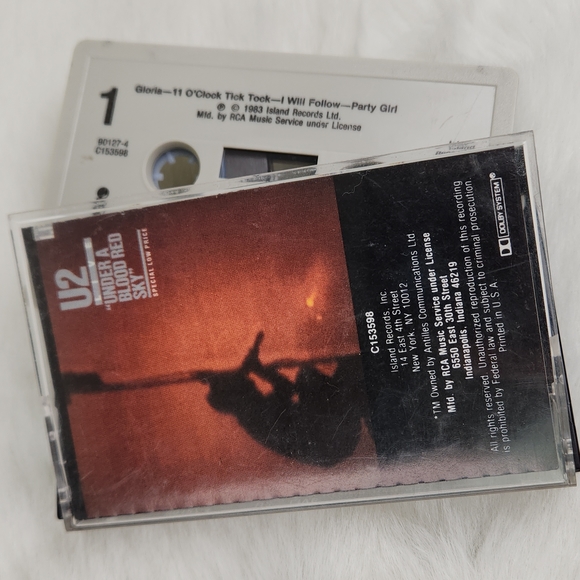 1
Gloria—11 O'Clock Tick Tock—I Will Follow—Party Girl
℗ © 1983 Island Records Ltd.
Mfd. by RCA Music Service under License
90127-4
C153598
U2
"UNDER A
BLOOD RED
SKY"
SPECIAL LOW PRICE
C153598
Island Records, Inc
14 East 4th Street
New York, NY 10012
*TM Owned by Antilles Communications Ltd
Mfd. by RCA Music Service under License
6550 East 30th Street
Indianapolis, Indiana 46219
All rights reserved. Unauthorized reproduction of this recording
is prohibited by Federal law and subject to criminal prosecution
Printed in U.S.A.
DOLBY SYSTEM®